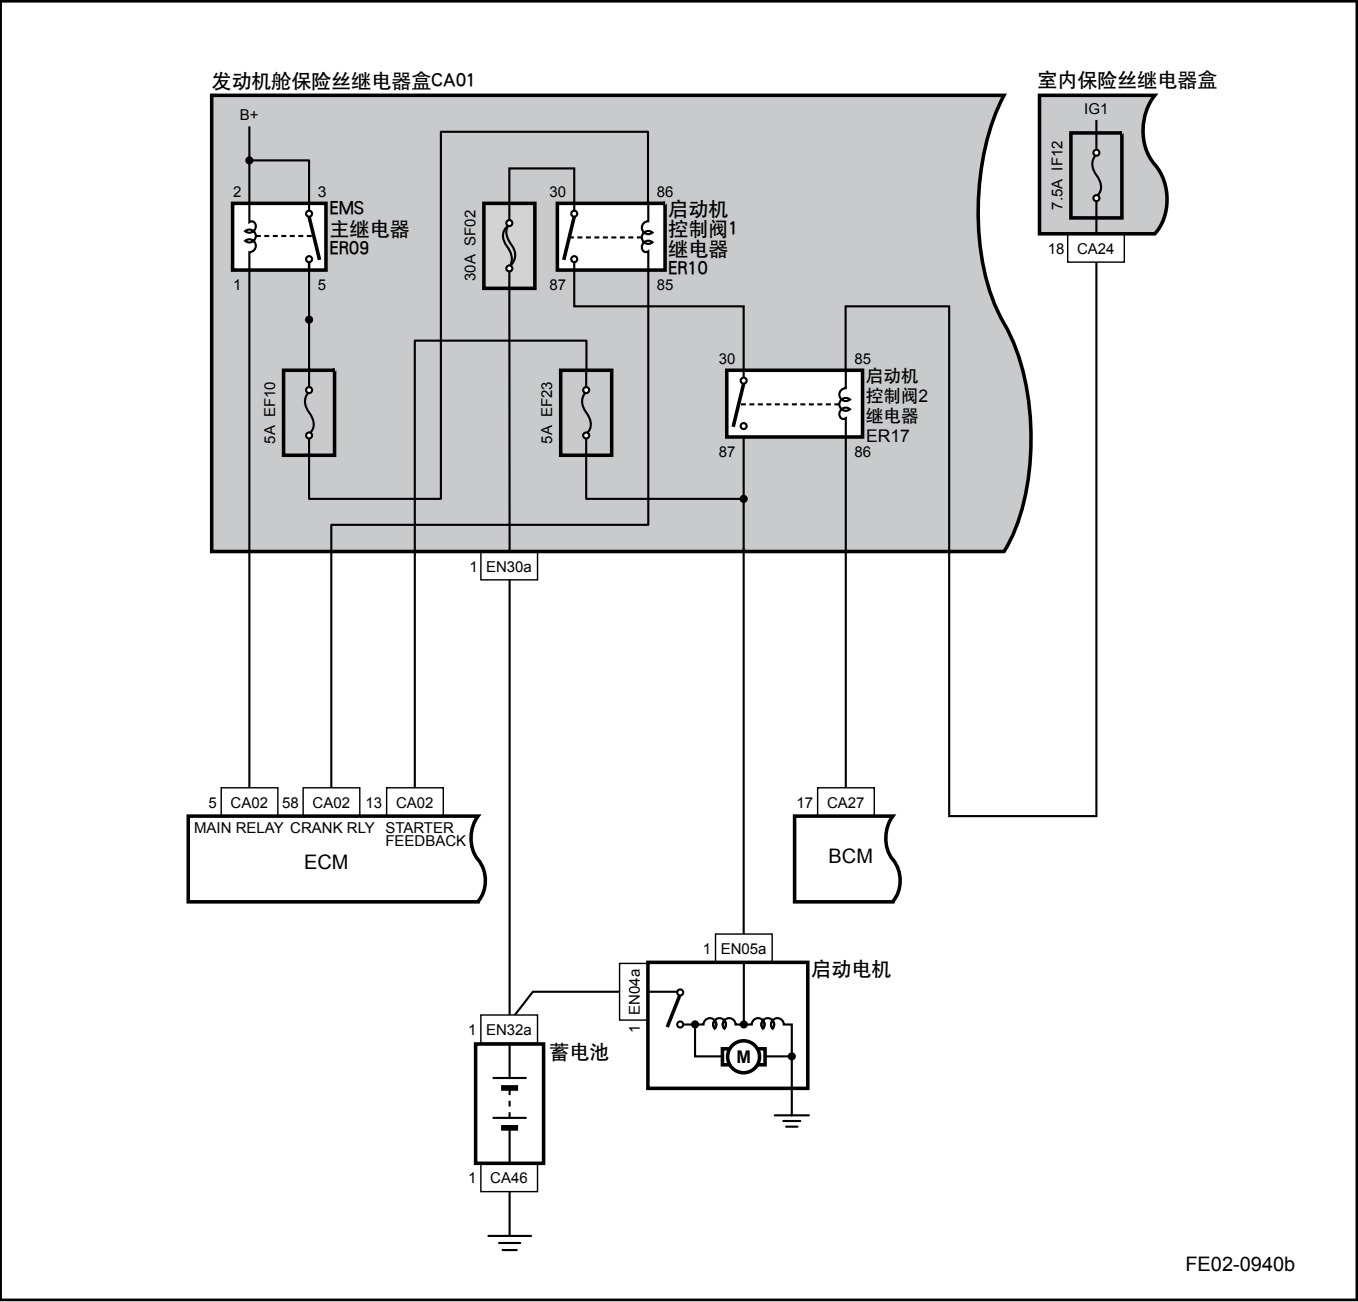 发动机舱保险丝继电器盒CA01
室内保险丝继电器盒
B+
IG1
7.5A IF12
18 CA24
2
3
EMS
主继电器
ER09
1
5
30A SF02
30
86
启动机
控制阀1
继电器
ER10
87
85
5A EF10
5A EF23
30
85
启动机
控制阀2
继电器
ER17
87
86
1 EN30a
5 CA02
58 CA02
13 CA02
MAIN RELAY
CRANK RLY
STARTER
FEEDBACK
ECM
17 CA27
BCM
1 EN05a
启动电机
1 EN04a
M
1 EN32a
蓄电池
1 CA46
FE02-0940b